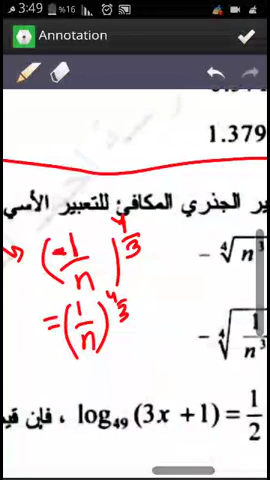 3:49 م %16
Annotation
1.379
ير الجذري المكافئ للتعبير الأسي
(-1/n)^(4/3)
− ∜n³
= (1/n)^(4/3)
− ∜(1/n³)
log₄₉ (3x + 1) = 1/2 ، فإن قيم